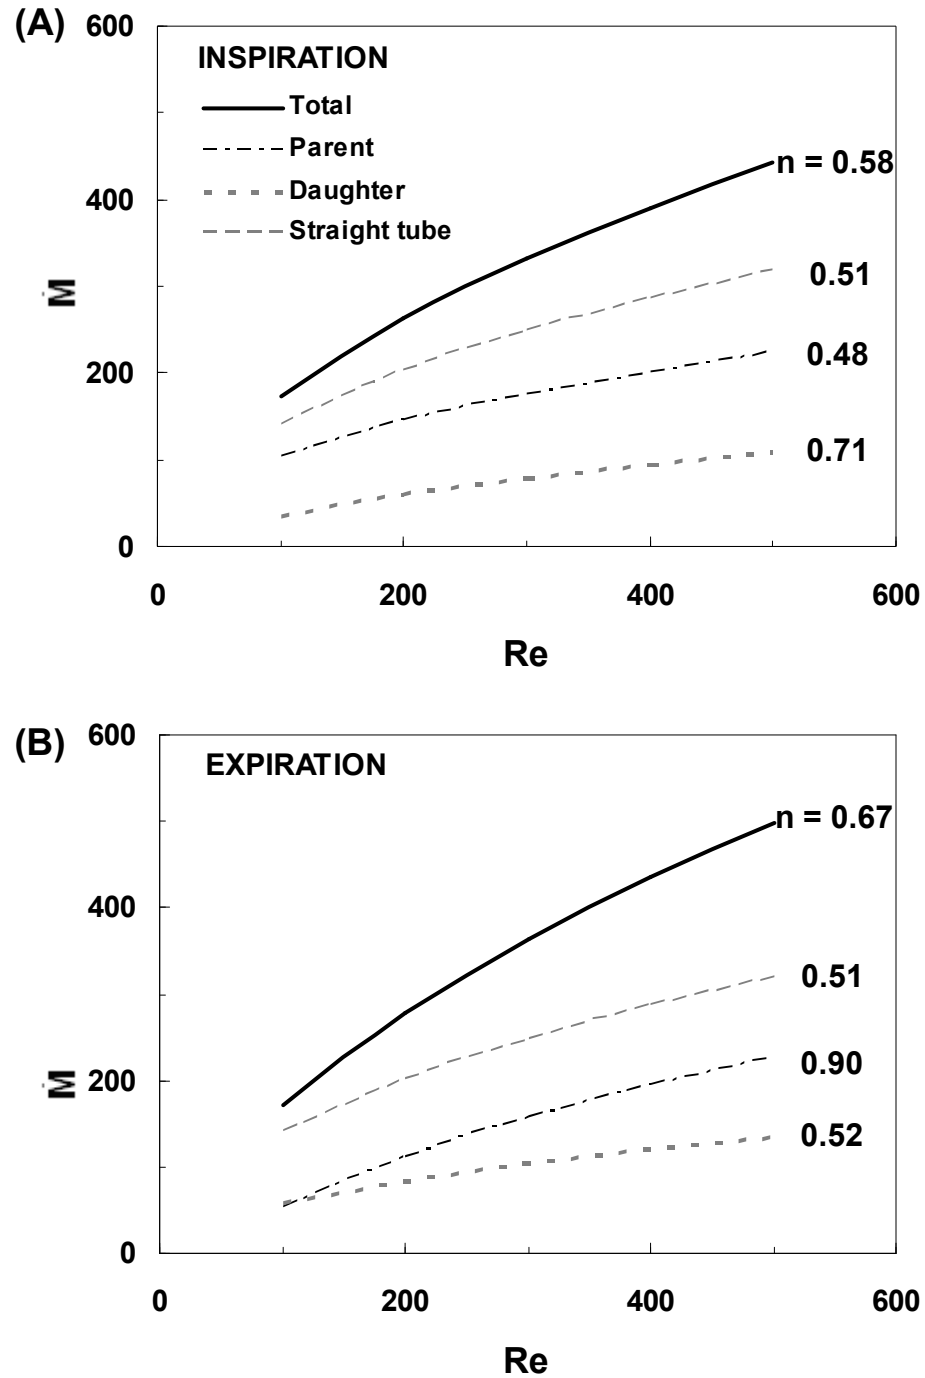 (A)
600
INSPIRATION
Total
Parent
Daughter
Straight tube
n = 0.58
400
0.51
Ṁ
0.48
200
0.71
0
0 200 400 600
Re
(B)
600
EXPIRATION
n = 0.67
400
0.51
0.90
Ṁ
200
0.52
0
0 200 400 600
Re